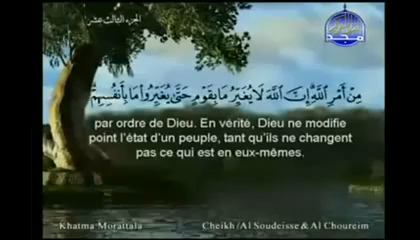 الجزء الثالث عشر
مجد
مِنْ أَمْرِ اللَّهِ إِنَّ اللَّهَ لَا يُغَيِّرُ مَا بِقَوْمٍ حَتَّىٰ يُغَيِّرُوا مَا بِأَنْفُسِهِمْ
par ordre de Dieu. En vérité, Dieu ne modifie
point l'état d'un peuple, tant qu'ils ne changent
pas ce qui est en eux-mêmes.
Khatma Morattala
Cheikh /Al Soudeisse & Al Choureim